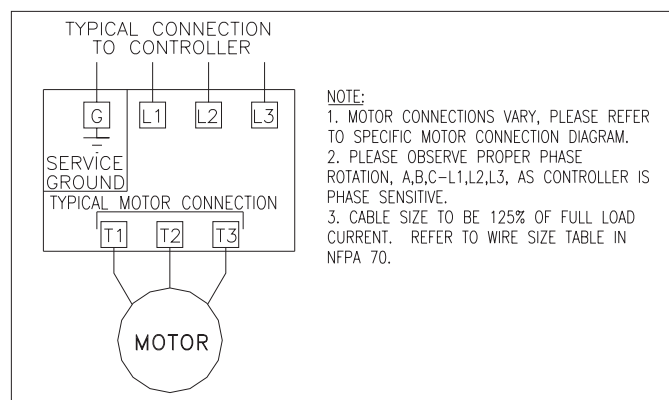 TYPICAL CONNECTION
TO CONTROLLER
G
L1
L2
L3
SERVICE
GROUND
TYPICAL MOTOR CONNECTION
T1
T2
T3
MOTOR
NOTE:
1. MOTOR CONNECTIONS VARY, PLEASE REFER
TO SPECIFIC MOTOR CONNECTION DIAGRAM.
2. PLEASE OBSERVE PROPER PHASE
ROTATION, A,B,C-L1,L2,L3, AS CONTROLLER IS
PHASE SENSITIVE.
3. CABLE SIZE TO BE 125% OF FULL LOAD
CURRENT. REFER TO WIRE SIZE TABLE IN
NFPA 70.